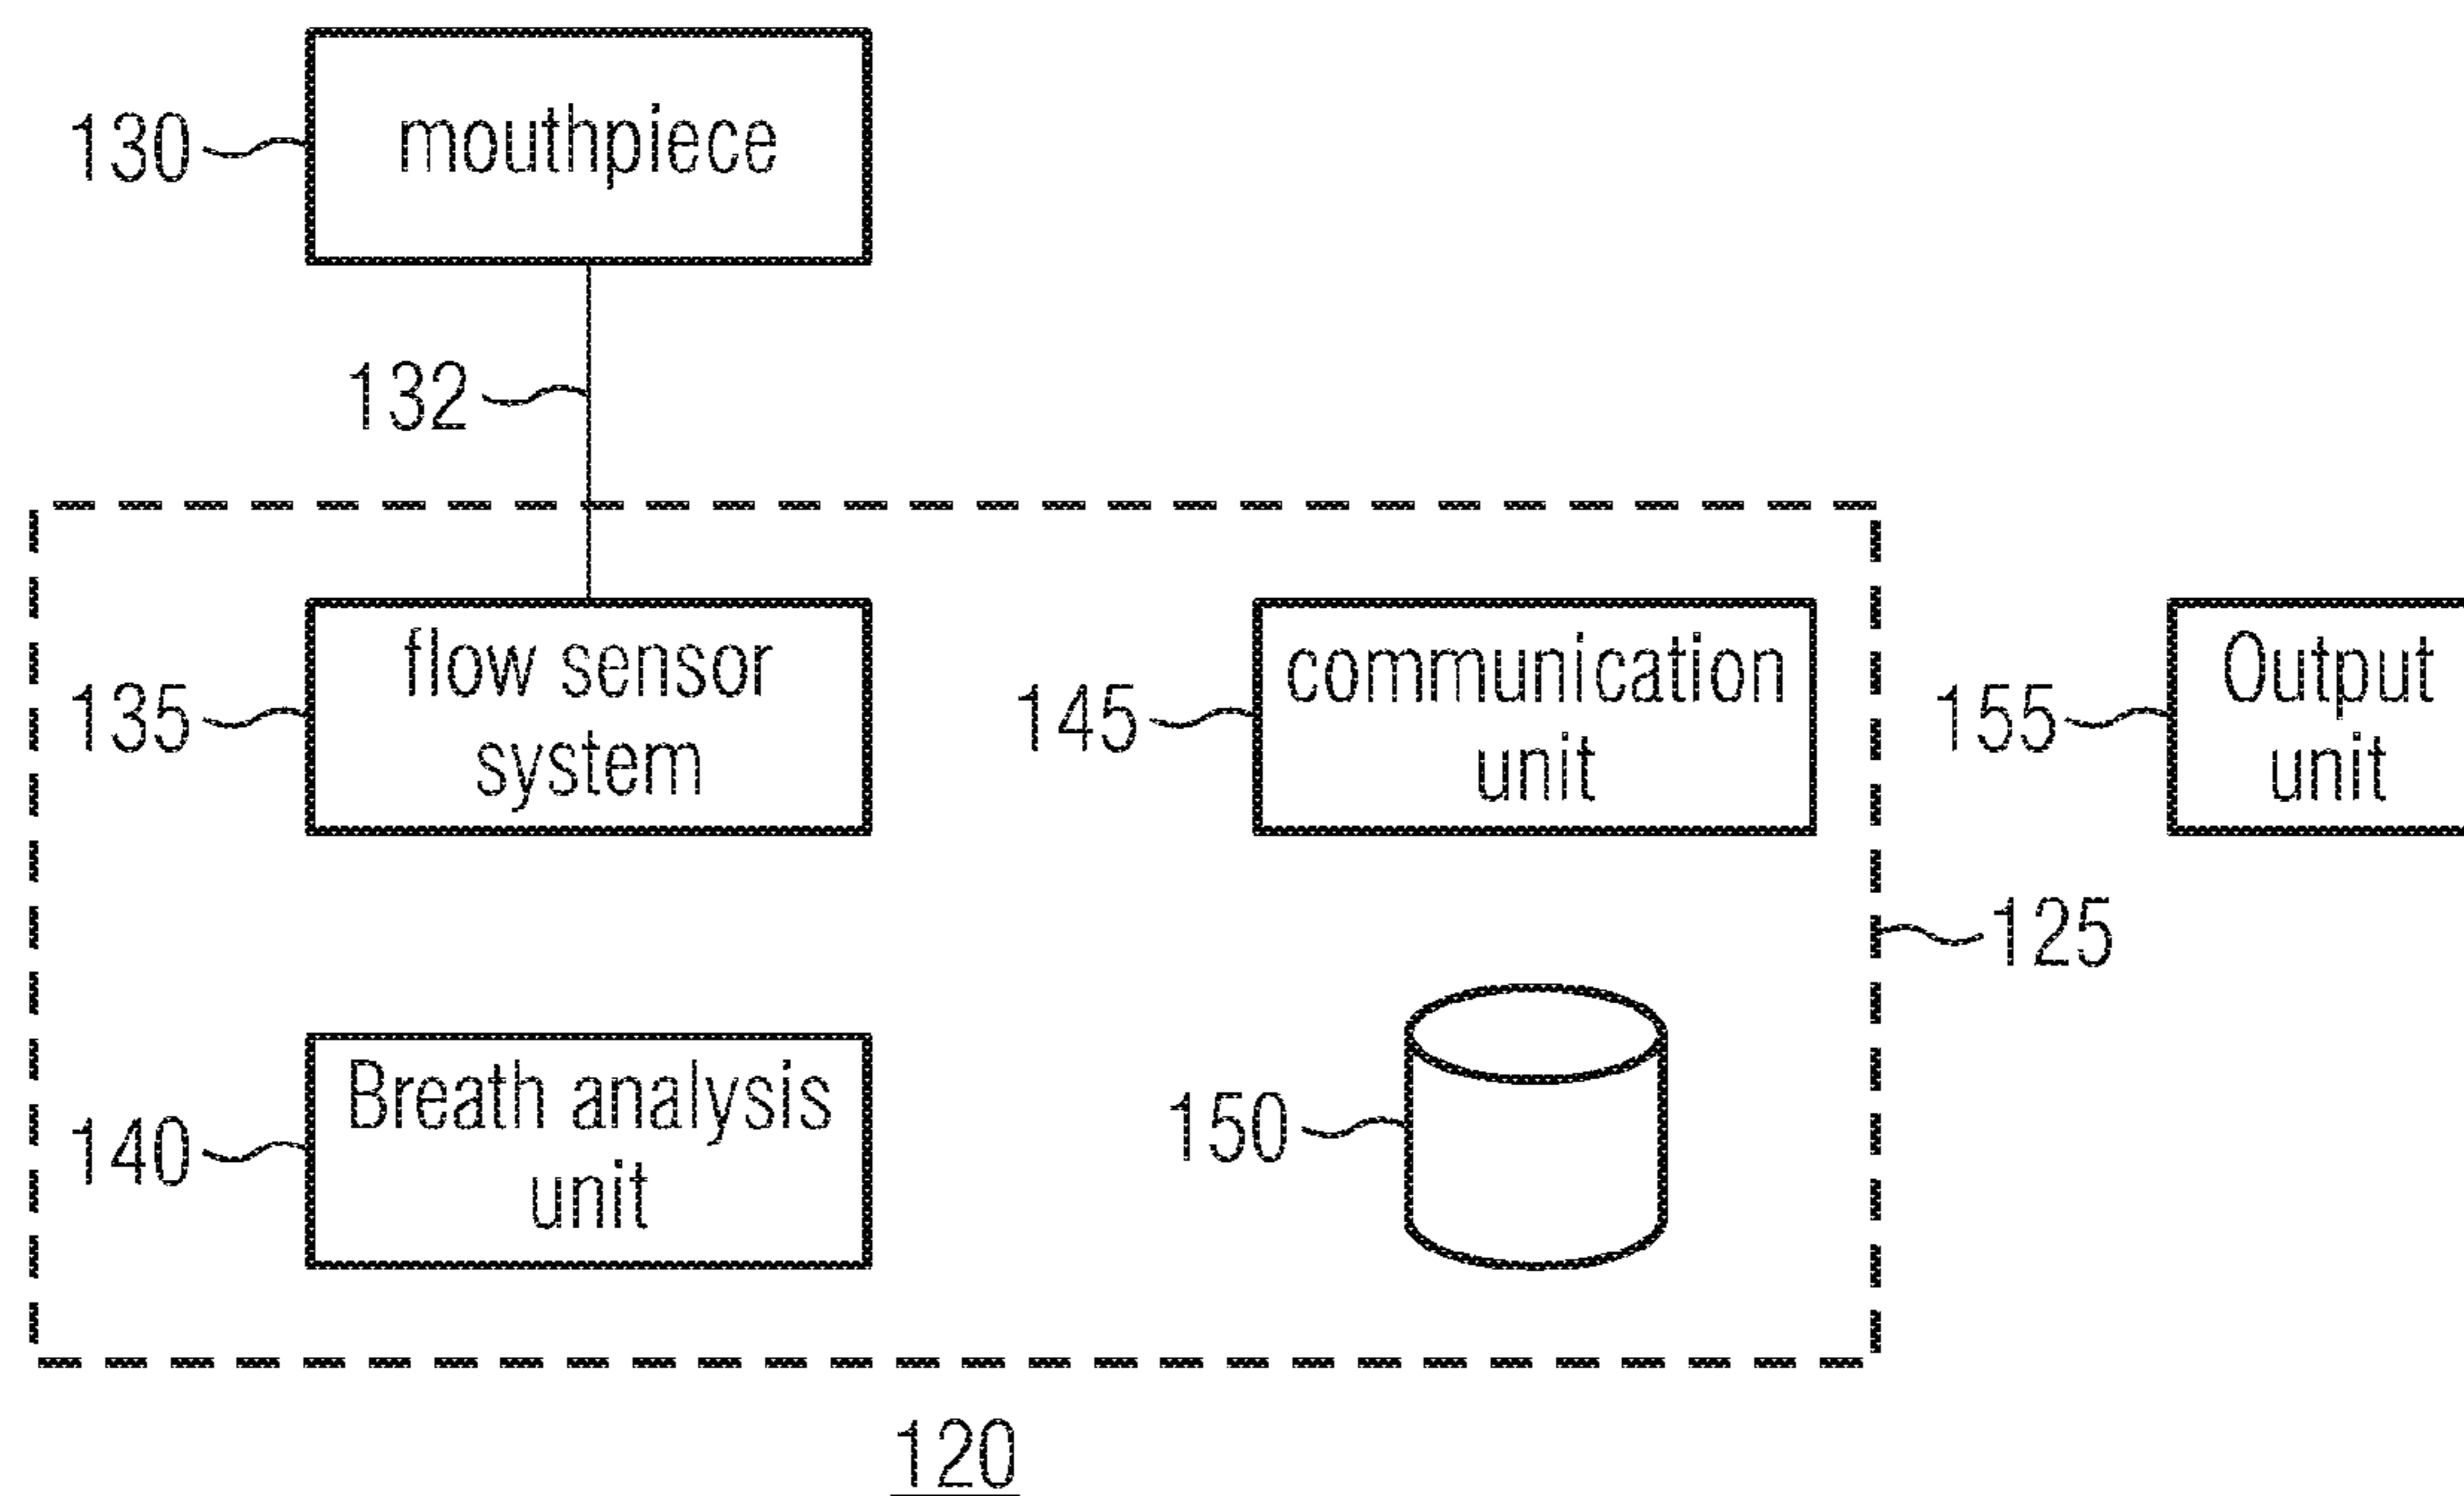 130
mouthpiece
132
135
flow sensor
system
145
communication
unit
155
Output
unit
125
140
Breath analysis
unit
150
120